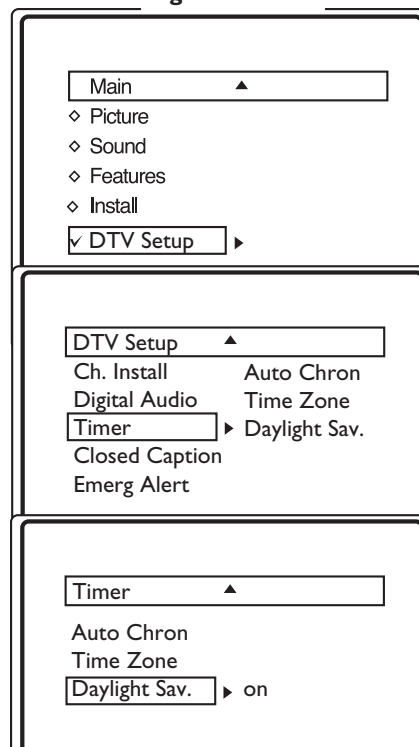 Main
Picture
Sound
Features
Install
DTV Setup
DTV Setup
Ch. Install Auto Chron
Digital Audio Time Zone
Timer Daylight Sav.
Closed Caption
Emerg Alert
Timer
Auto Chron
Time Zone
Daylight Sav. on